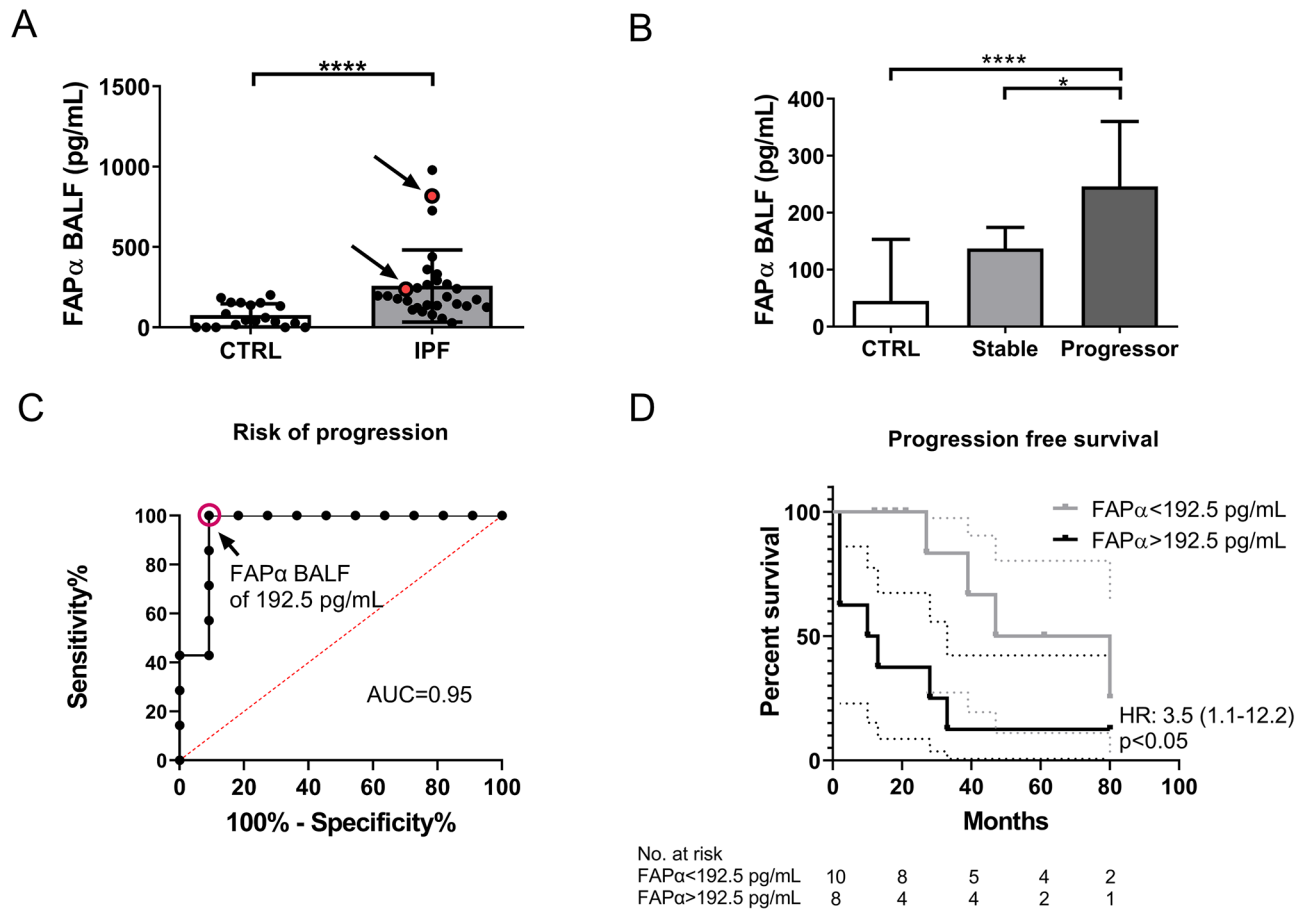 A
****
FAPα BALF (pg/mL)
1500
1000
500
0
CTRL
IPF
B
****
*
FAPα BALF (pg/mL)
400
300
200
100
0
CTRL
Stable
Progressor
C
Risk of progression
Sensitivity%
100
80
60
40
20
0
FAPα BALF
of 192.5 pg/mL
AUC=0.95
0 20 40 60 80 100
100% - Specificity%
D
Progression free survival
Percent survival
100
50
0
FAPα<192.5 pg/mL
FAPα>192.5 pg/mL
HR: 3.5 (1.1-12.2)
p<0.05
0 20 40 60 80 100
Months
No. at risk
FAPα<192.5 pg/mL 10 8 5 4 2
FAPα>192.5 pg/mL 8 4 4 2 1